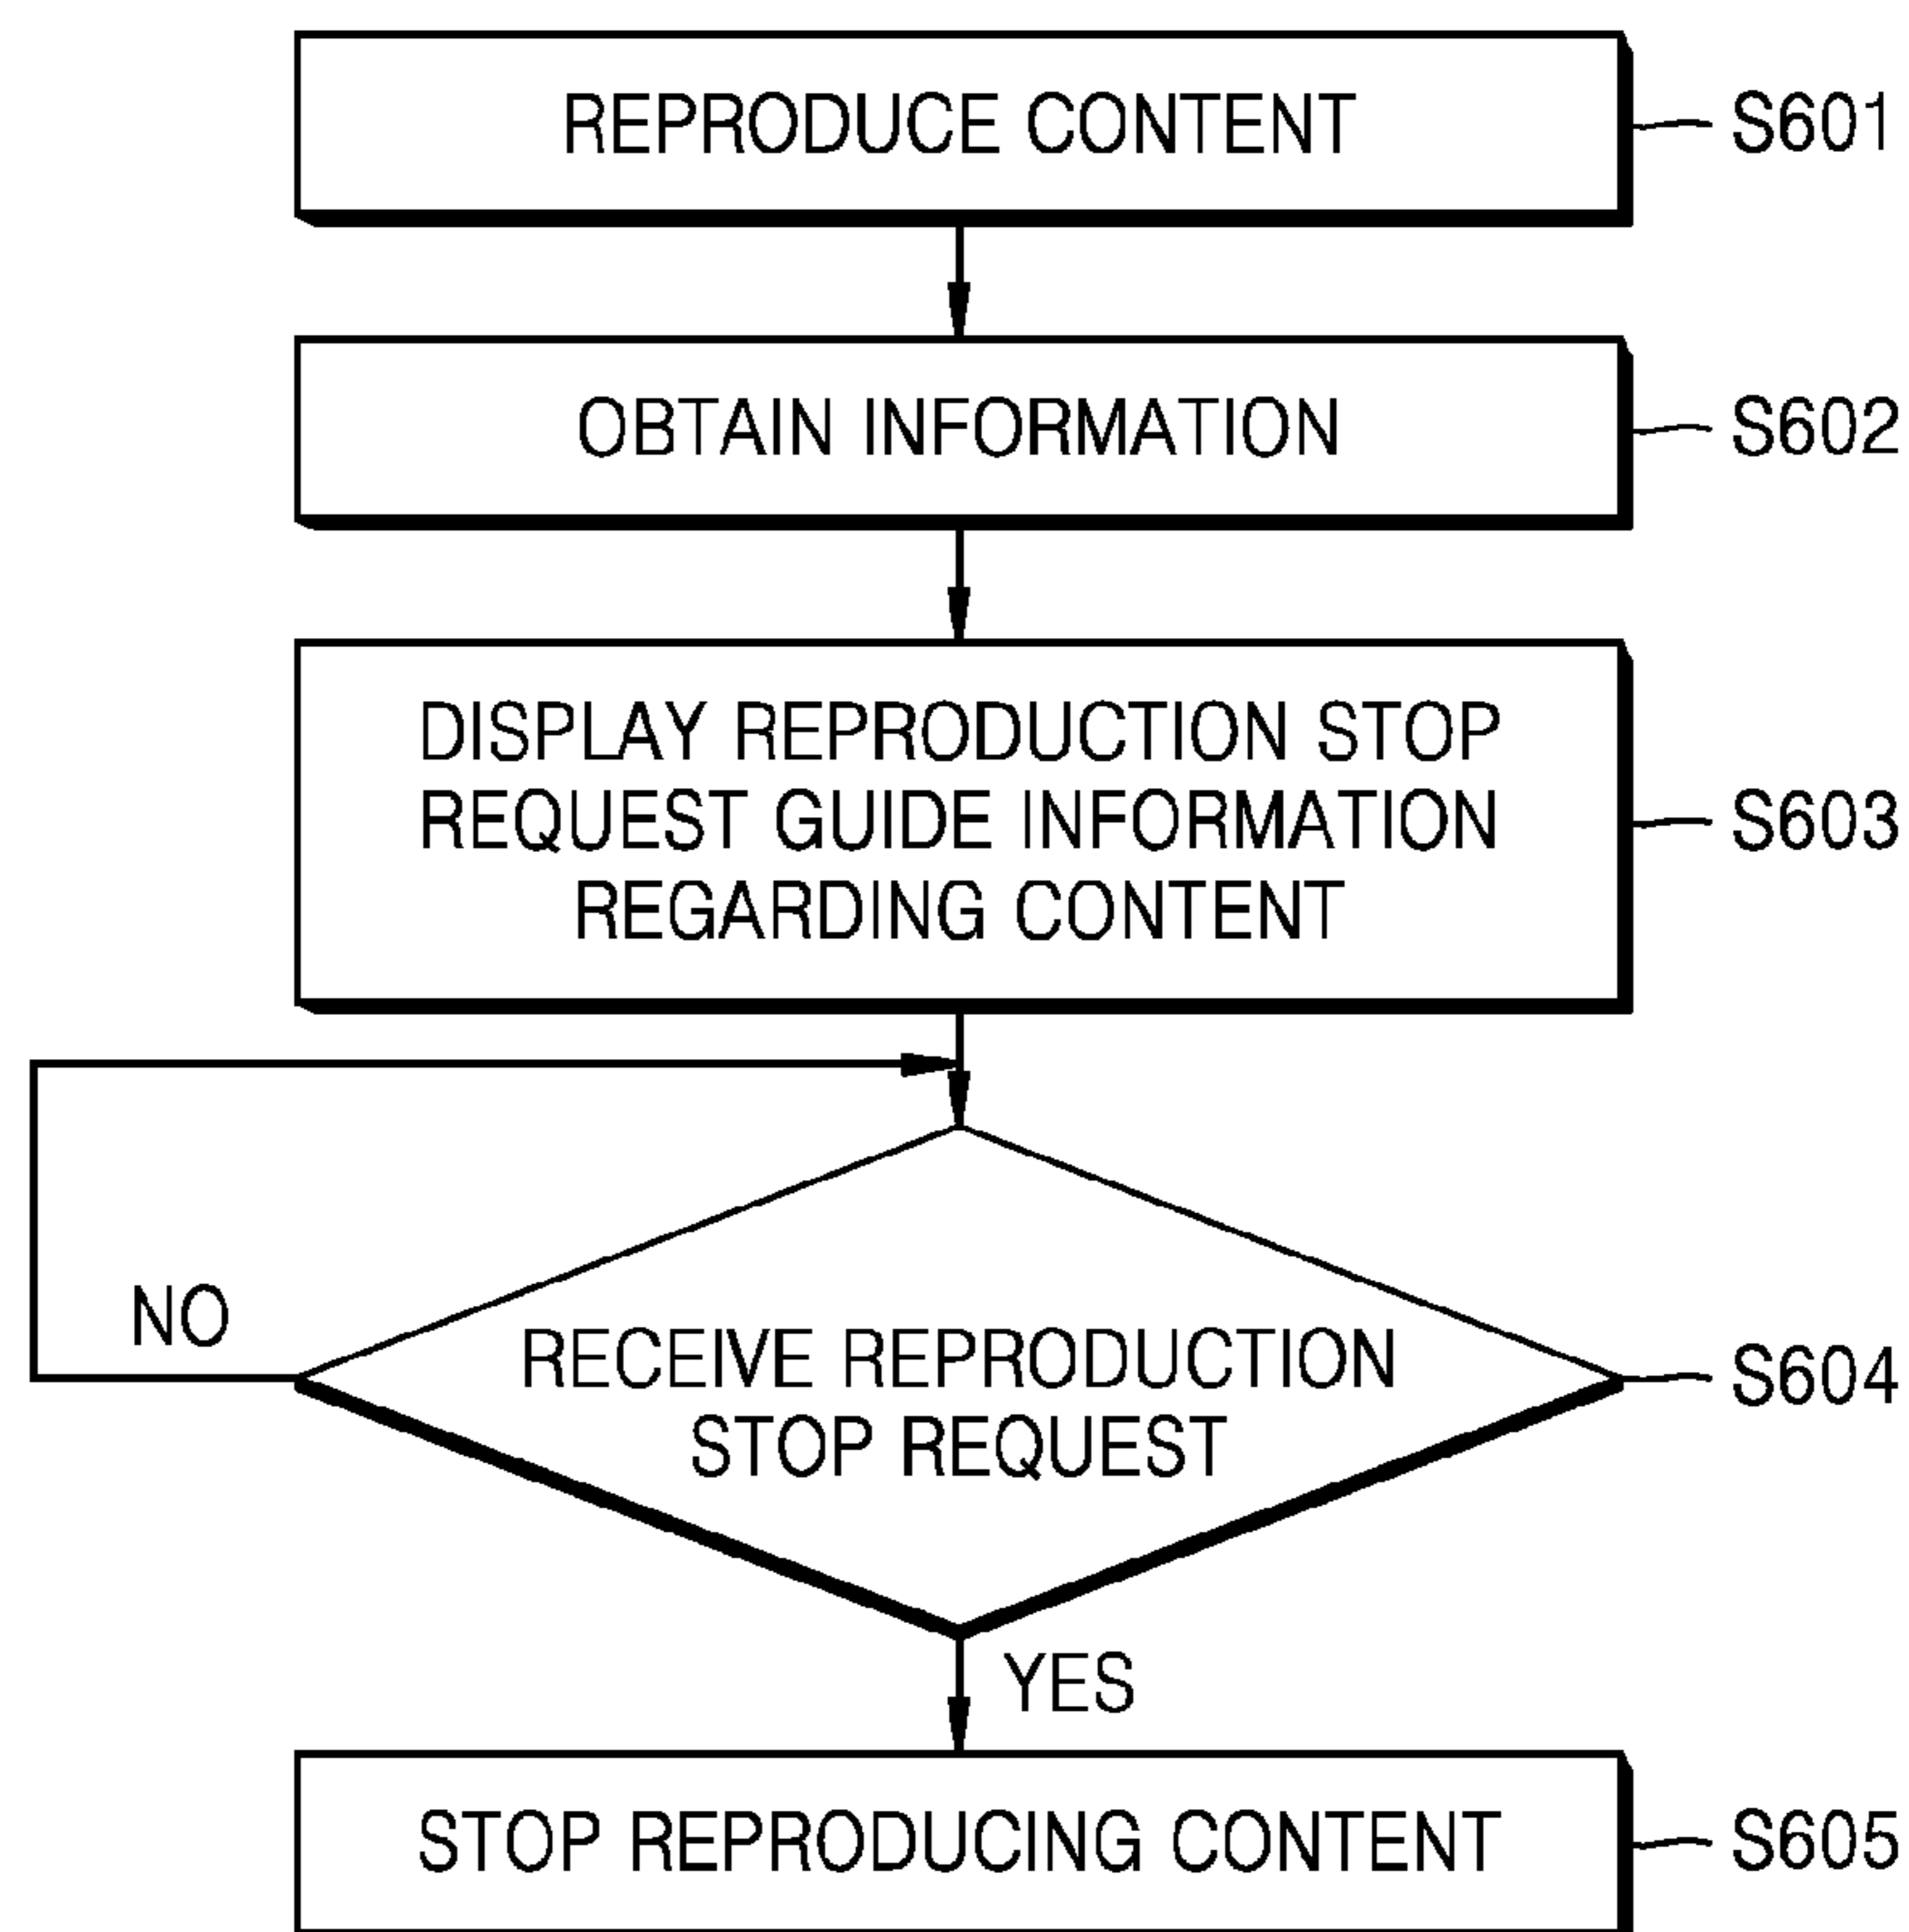 REPRODUCE CONTENT
S601
OBTAIN INFORMATION
S602
DISPLAY REPRODUCTION STOP
REQUEST GUIDE INFORMATION
REGARDING CONTENT
S603
NO
RECEIVE REPRODUCTION
STOP REQUEST
S604
YES
STOP REPRODUCING CONTENT
S605